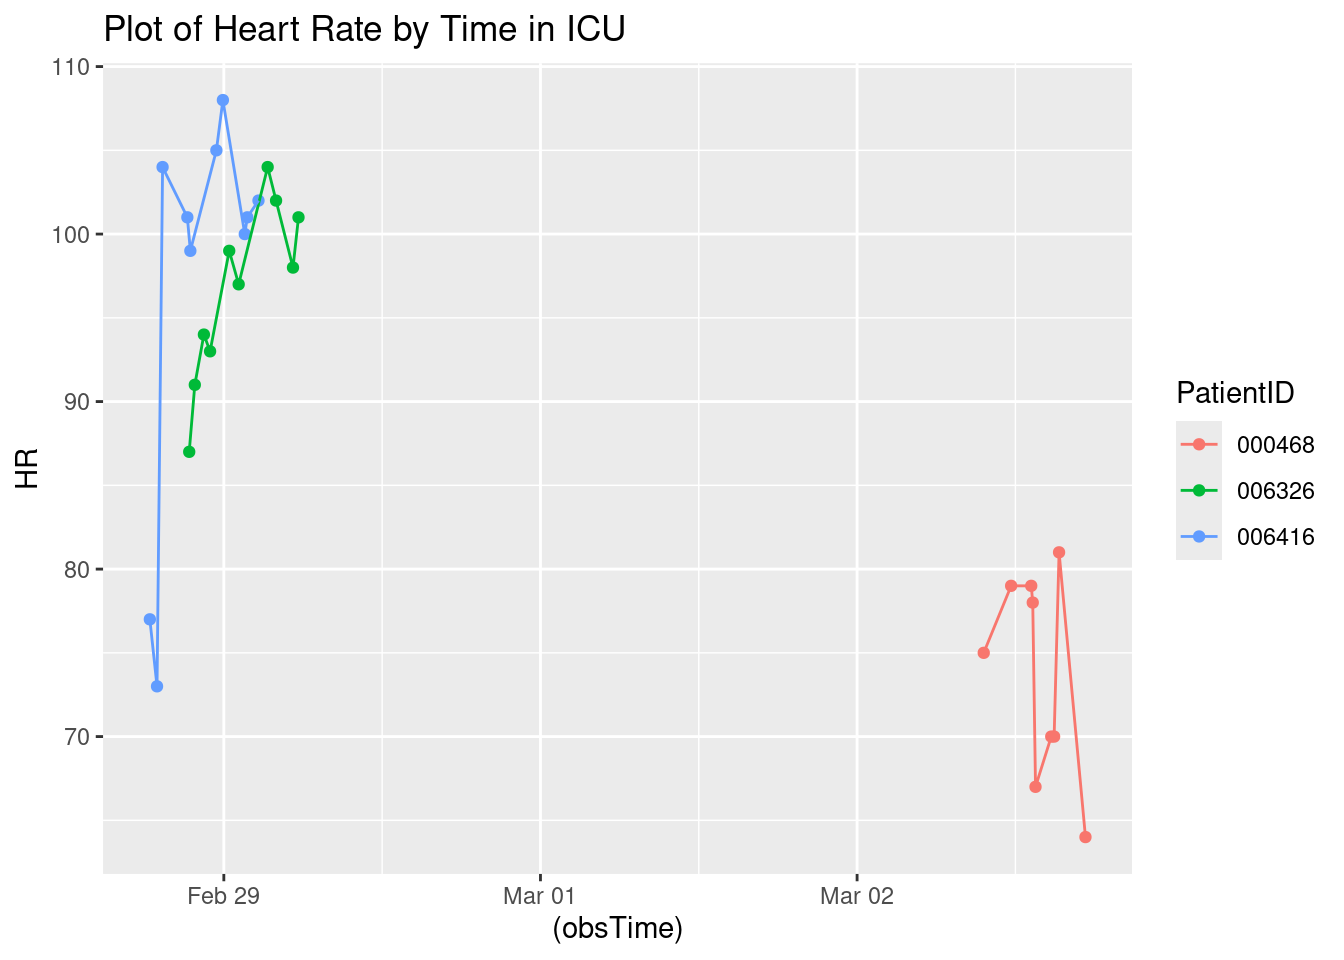 Plot of Heart Rate by Time in ICU
110
100
90
80
70
HR
Feb 29
Mar 01
Mar 02
(obsTime)
PatientID
000468
006326
006416